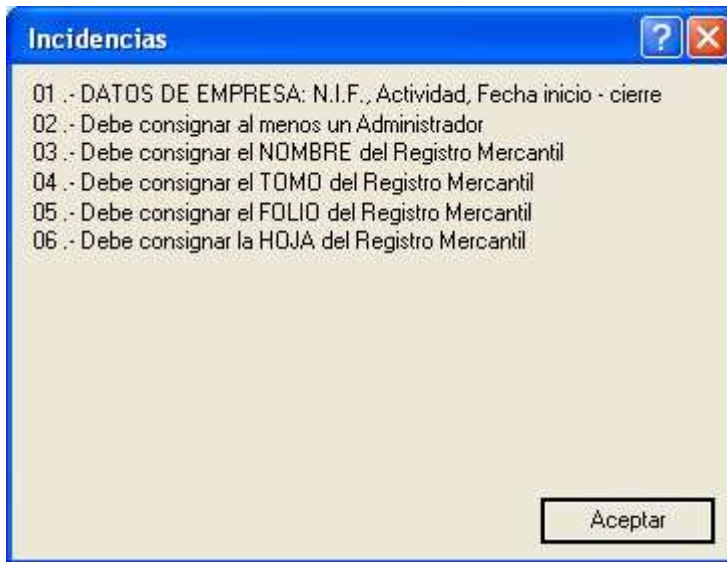 Incidencias
01 .- DATOS DE EMPRESA: N.I.F., Actividad, Fecha inicio - cierre
02 .- Debe consignar al menos un Administrador
03 .- Debe consignar el NOMBRE del Registro Mercantil
04 .- Debe consignar el TOMO del Registro Mercantil
05 .- Debe consignar el FOLIO del Registro Mercantil
06 .- Debe consignar la HOJA del Registro Mercantil
Aceptar